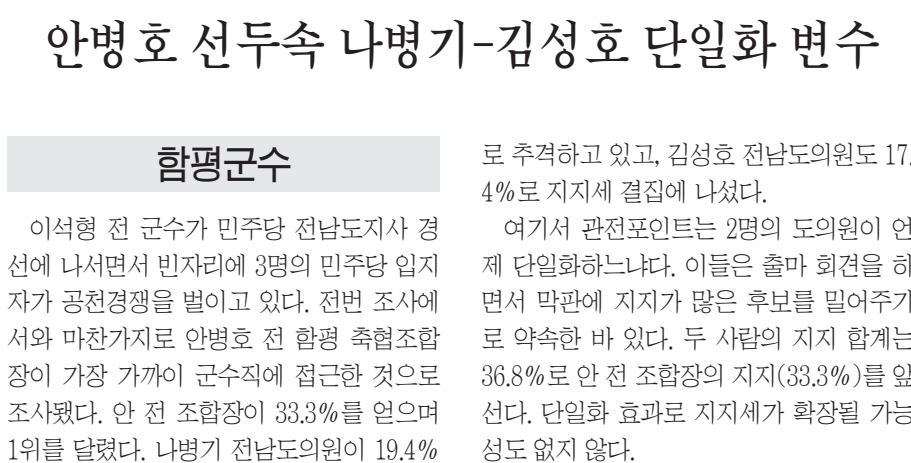 안병호 선두속 나병기-김성호 단일화 변수
함평군수
이석형 전 군수가 민주당 전남도지사 경
선에 나서면서 빈자리에 3명의 민주당 입지
자가 공천경쟁을 벌이고 있다. 전번 조사에
서와 마찬가지로 안병호 전 함평 축협조합
장이 가장 가까이 군수직에 접근한 것으로
조사됐다. 안 전 조합장이 33.3%를 얻으며
1위를 달렸다. 나병기 전남도의원이 19.4%
로 추격하고 있고, 김성호 전남도의원도 17.
4%로 지지세 결집에 나섰다.
여기서 관전포인트는 2명의 도의원이 언
제 단일화하느냐다. 이들은 출마 회견을 하
면서 막판에 지지가 많은 후보를 밀어주기
로 약속한 바 있다. 두 사람의 지지 합계는
36.8%로 안 전 조합장의 지지(33.3%)를 앞
선다. 단일화 효과로 지지세가 확장될 가능
성도 없지 않다.